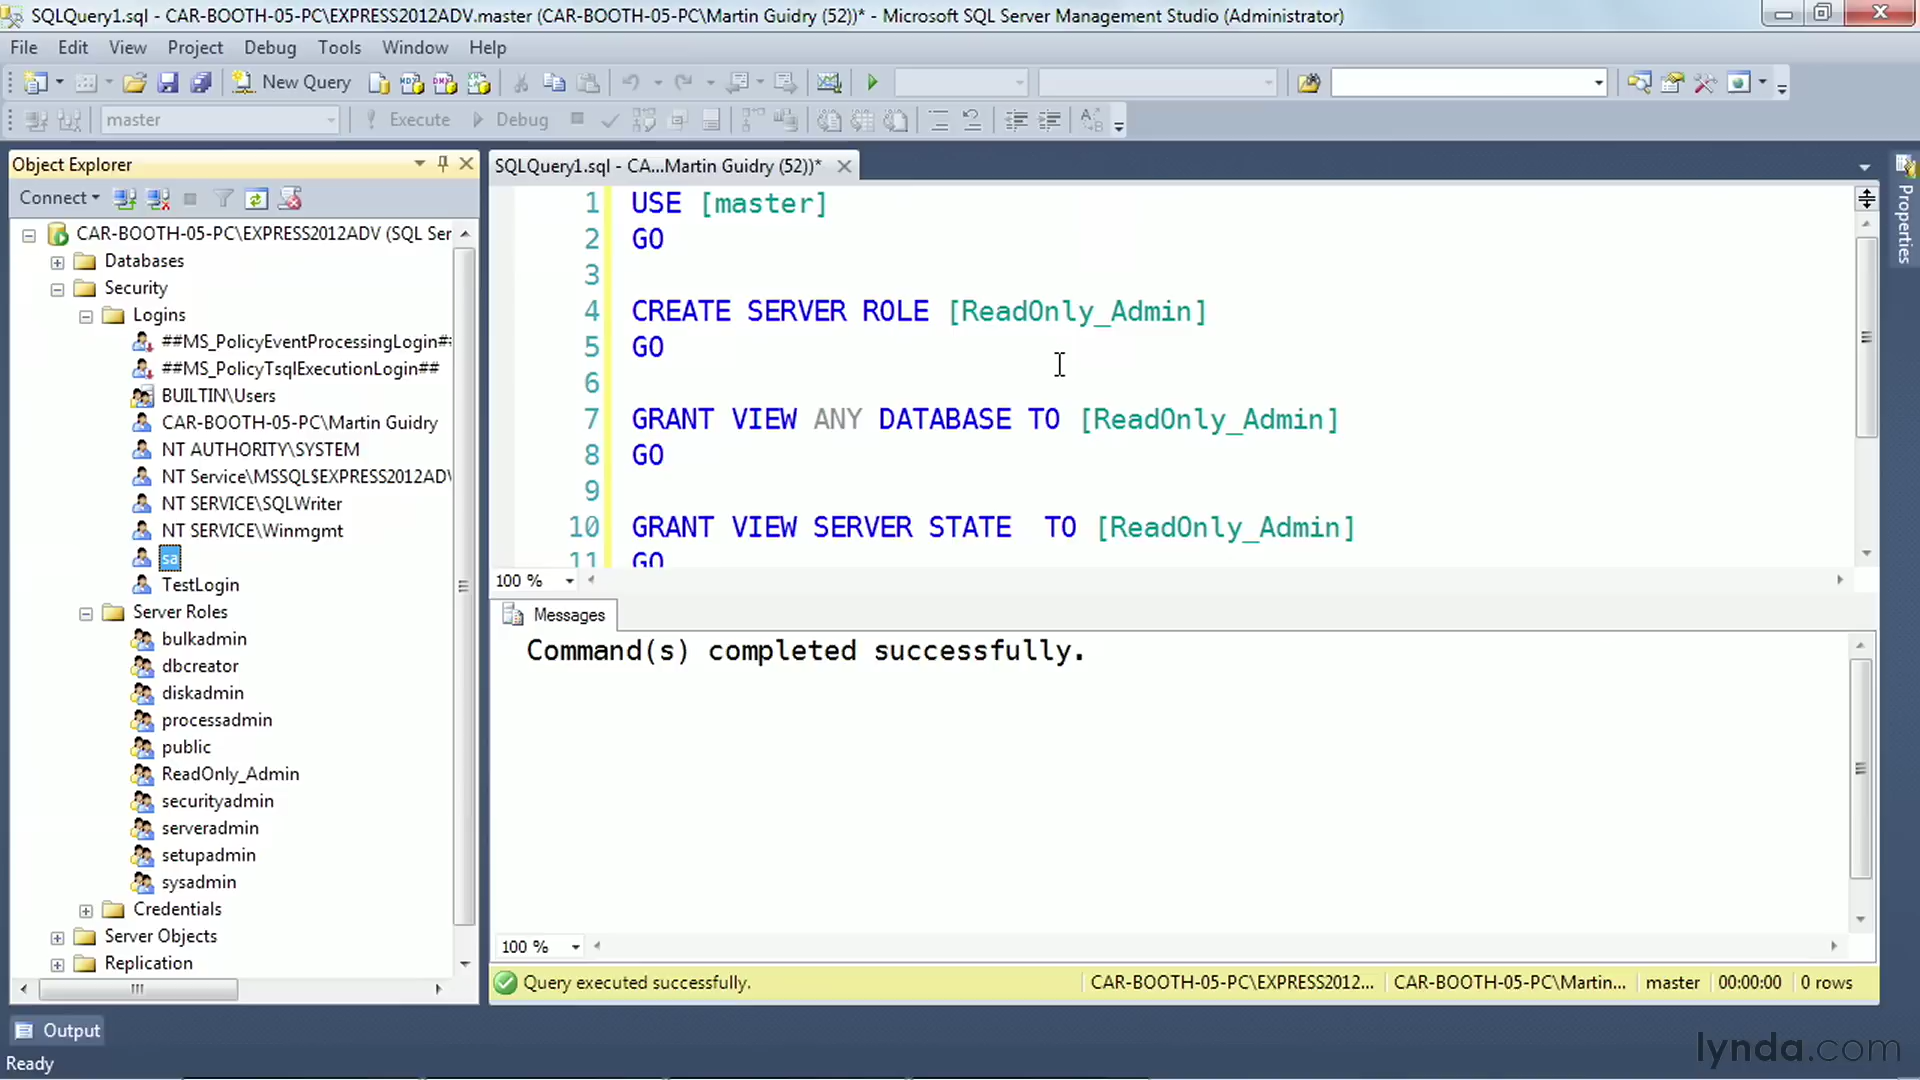 SQLQuery1.sql - CAR-BOOTH-05-PC\EXPRESS2012ADV.master (CAR-BOOTH-05-PC\Martin Guidry (52))* - Microsoft SQL Server Management Studio (Administrator)
File Edit View Project Debug Tools Window Help
New Query
master Execute Debug
Object Explorer
Connect
CAR-BOOTH-05-PC\EXPRESS2012ADV (SQL Ser
Databases
Security
Logins
##MS_PolicyEventProcessingLogin#
##MS_PolicyTsqlExecutionLogin##
BUILTIN\Users
CAR-BOOTH-05-PC\Martin Guidry
NT AUTHORITY\SYSTEM
NT Service\MSSQL$EXPRESS2012AD
NT SERVICE\SQLWriter
NT SERVICE\Winmgmt
sa
TestLogin
Server Roles
bulkadmin
dbcreator
diskadmin
processadmin
public
ReadOnly_Admin
securityadmin
serveradmin
setupadmin
sysadmin
Credentials
Server Objects
Replication
SQLQuery1.sql - CA...Martin Guidry (52))*
1 USE [master]
2 GO
3
4 CREATE SERVER ROLE [ReadOnly_Admin]
5 GO
6
7 GRANT VIEW ANY DATABASE TO [ReadOnly_Admin]
8 GO
9
10 GRANT VIEW SERVER STATE  TO [ReadOnly_Admin]
11 GO
100 %
Messages
Command(s) completed successfully.
100 %
Query executed successfully. CAR-BOOTH-05-PC\EXPRESS2012... CAR-BOOTH-05-PC\Martin... master 00:00:00 0 rows
Properties
Output
Ready
lynda.com